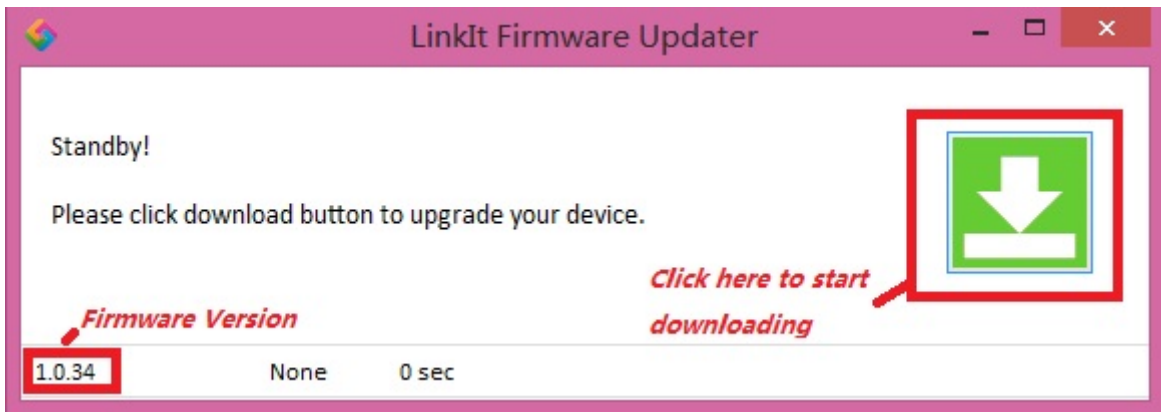 LinkIt Firmware Updater
Standby!
Please click download button to upgrade your device.
Click here to start
downloading
Firmware Version
1.0.34 None 0 sec